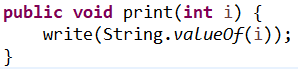 public void print(int i) {
    write(String.valueOf(i));
}